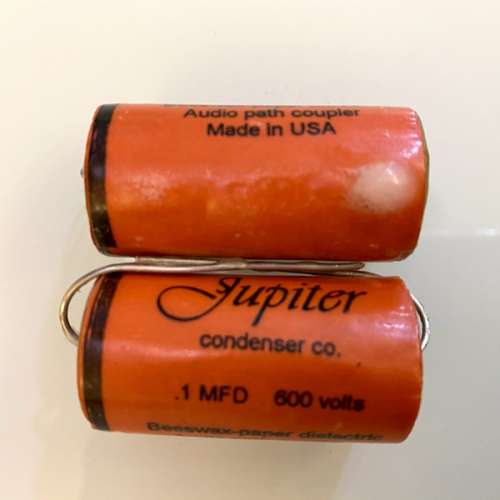 Audio path coupler
Made in USA
Jupiter
condenser co.
.1 MFD 600 volts
Beeswax-paper dielectric